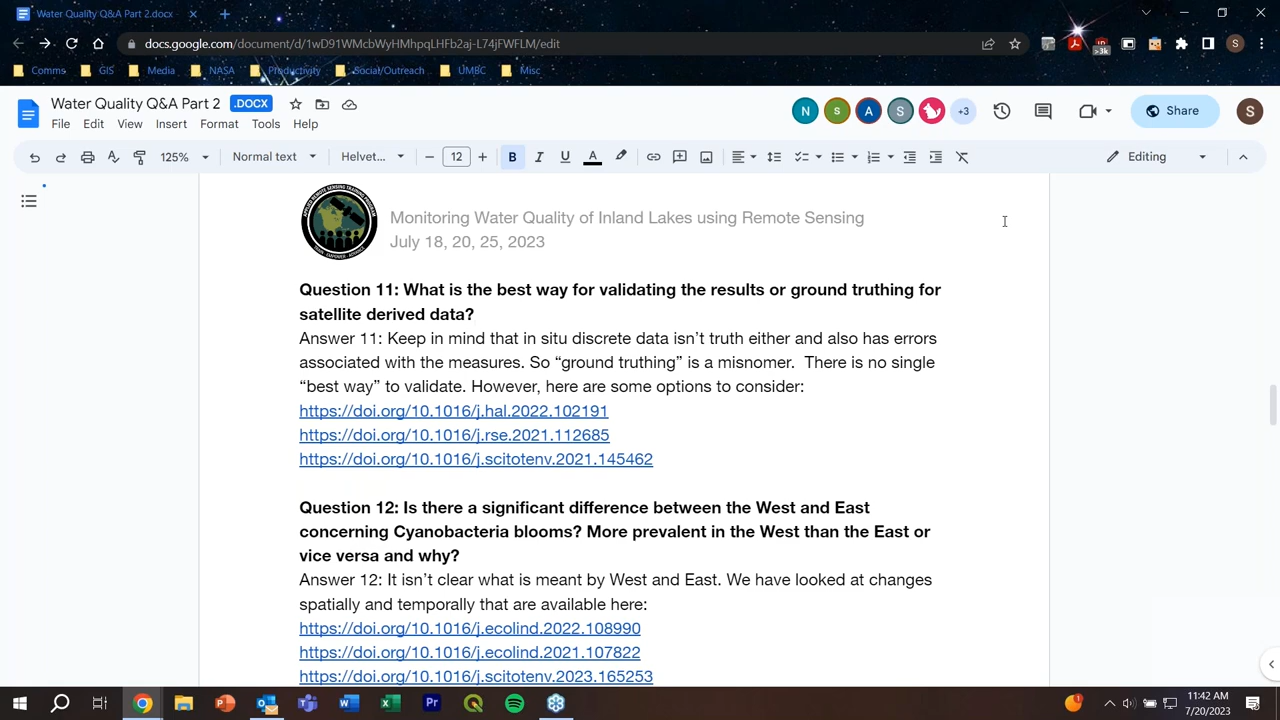 Water Quality Q&A Part 2.docx
docs.google.com/document/d/1wD91WMcbWyHMhpqLHFb2aj-L74jFWFLM/edit
>3k
S
Comms GIS Media NASA Productivity Social/Outreach UMBC Misc
Water Quality Q&A Part 2 .DOCX
N S A S +3 Share S
File Edit View Insert Format Tools Help
125% Normal text Helvet... 12 B I U A Editing
APPLIED REMOTE SENSING TRAINING PROGRAM
Monitoring Water Quality of Inland Lakes using Remote Sensing
July 18, 20, 25, 2023
Question 11: What is the best way for validating the results or ground truthing for
satellite derived data?
Answer 11: Keep in mind that in situ discrete data isn’t truth either and also has errors
associated with the measures. So “ground truthing” is a misnomer.  There is no single
“best way” to validate. However, here are some options to consider:
https://doi.org/10.1016/j.hal.2022.102191
https://doi.org/10.1016/j.rse.2021.112685
https://doi.org/10.1016/j.scitotenv.2021.145462
Question 12: Is there a significant difference between the West and East
concerning Cyanobacteria blooms? More prevalent in the West than the East or
vice versa and why?
Answer 12: It isn’t clear what is meant by West and East. We have looked at changes
spatially and temporally that are available here:
https://doi.org/10.1016/j.ecolind.2022.108990
https://doi.org/10.1016/j.ecolind.2021.107822
https://doi.org/10.1016/j.scitotenv.2023.165253
11:42 AM
7/20/2023